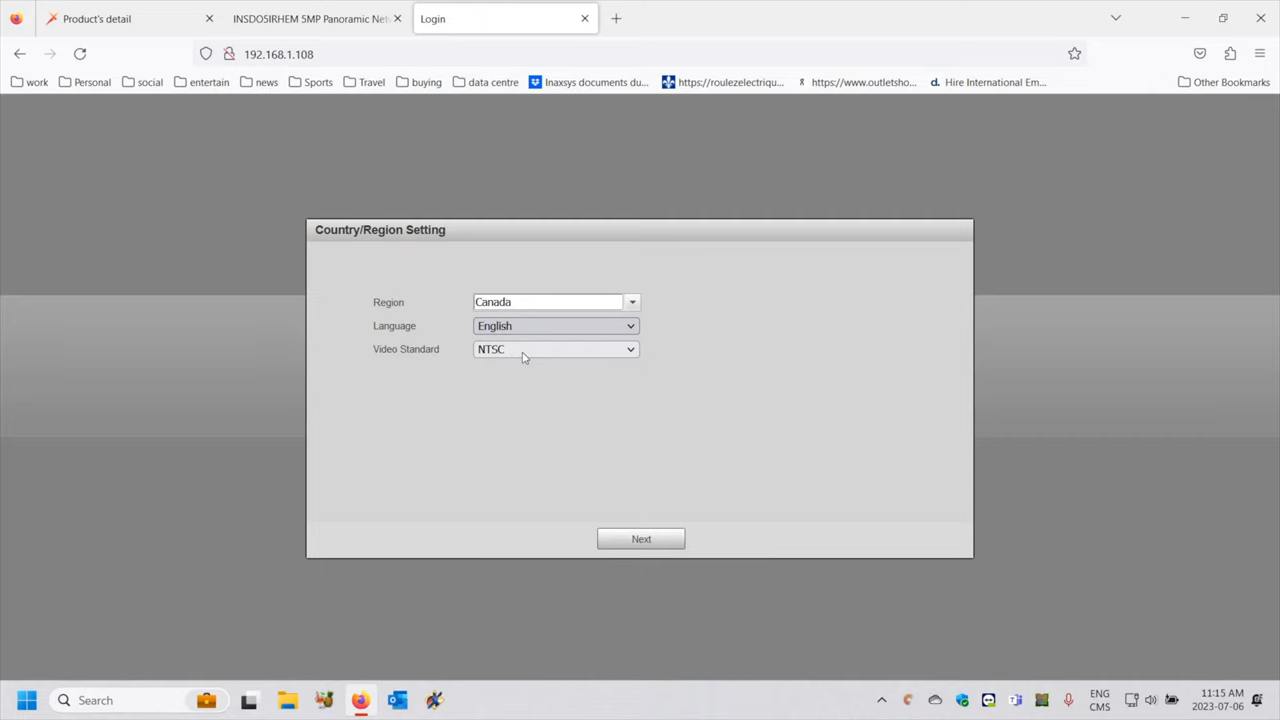 Product's detail
INSDO5IRHEM 5MP Panoramic Net
Login
192.168.1.108
work Personal social entertain news Sports Travel buying data centre Inaxsys documents du... https://roulezelectriqu... https://www.outletsho... d. Hire International Em... Other Bookmarks
Country/Region Setting
Region Canada
Language English
Video Standard NTSC
Next
Search
ENG
CMS
11:15 AM
2023-07-06